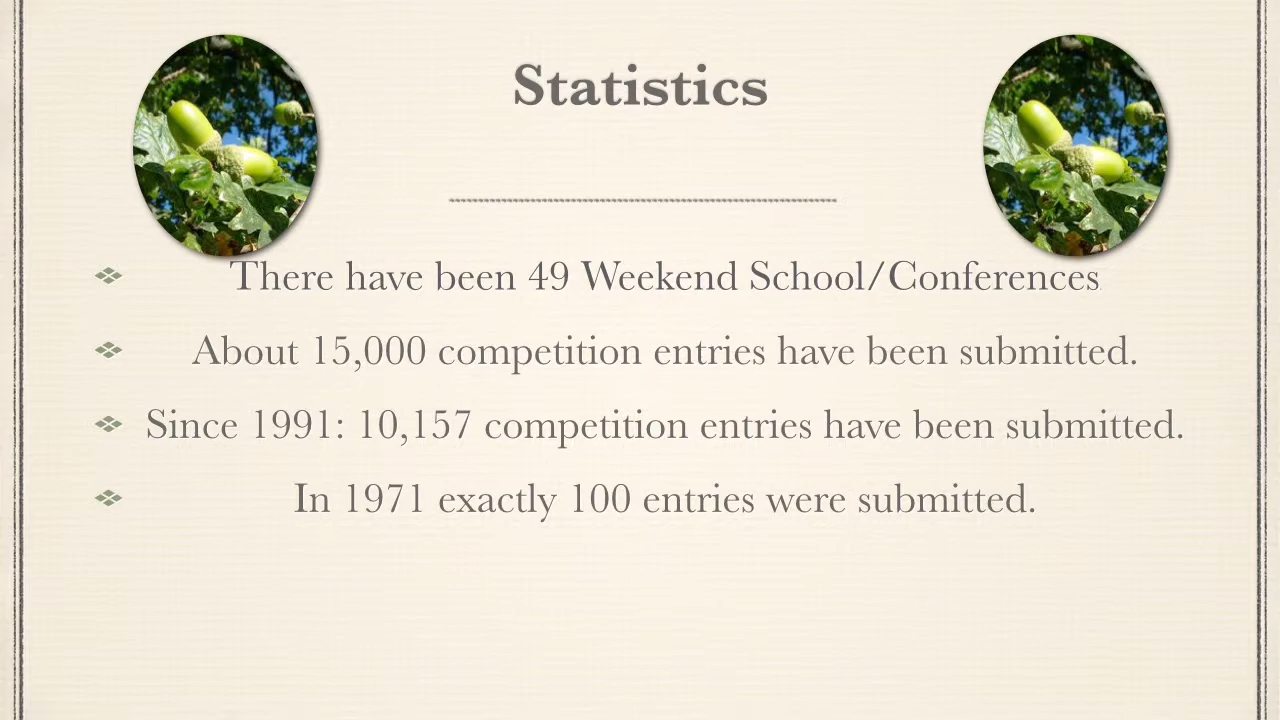 Statistics
There have been 49 Weekend School/Conferences
About 15,000 competition entries have been submitted.
Since 1991: 10,157 competition entries have been submitted.
In 1971 exactly 100 entries were submitted.